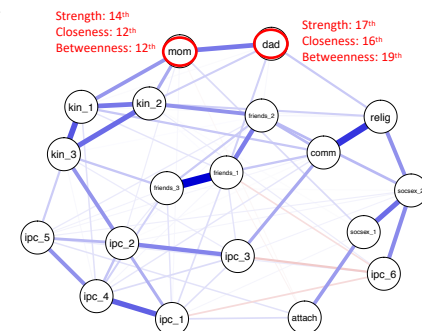 Strength: 14th
Closeness: 12th
Betweenness: 12th
Strength: 17th
Closeness: 16th
Betweenness: 19th
mom
dad
kin_1
kin_2
friends_2
relig
kin_3
comm
friends_1
friends_3
socsex_2
ipc_5
ipc_2
socsex_1
ipc_3
ipc_6
ipc_4
ipc_1
attach